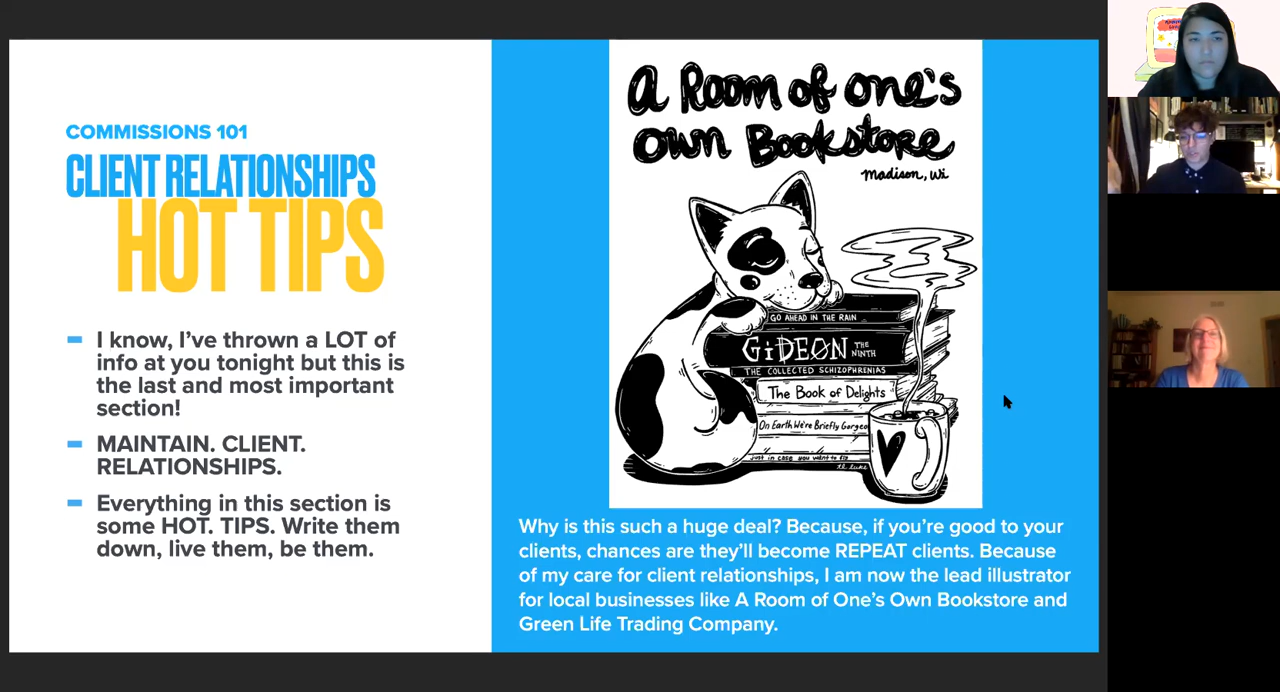 COMMISSIONS 101
CLIENT RELATIONSHIPS
HOT TIPS
I know, I've thrown a LOT of
info at you tonight but this is
the last and most important
section!
MAINTAIN. CLIENT.
RELATIONSHIPS.
Everything in this section is
some HOT. TIPS. Write them
down, live them, be them.
a Room of one's
own Bookstore
Madison, Wi
GO AHEAD IN THE RAIN
GiDEON THE
NINTH
THE COLLECTED SCHIZOPHRENIAS
The Book of Delights
On Earth We're Briefly Gorgeo
just in case you want to fly
Why is this such a huge deal? Because, if you're good to your
clients, chances are they'll become REPEAT clients. Because
of my care for client relationships, I am now the lead illustrator
for local businesses like A Room of One's Own Bookstore and
Green Life Trading Company.